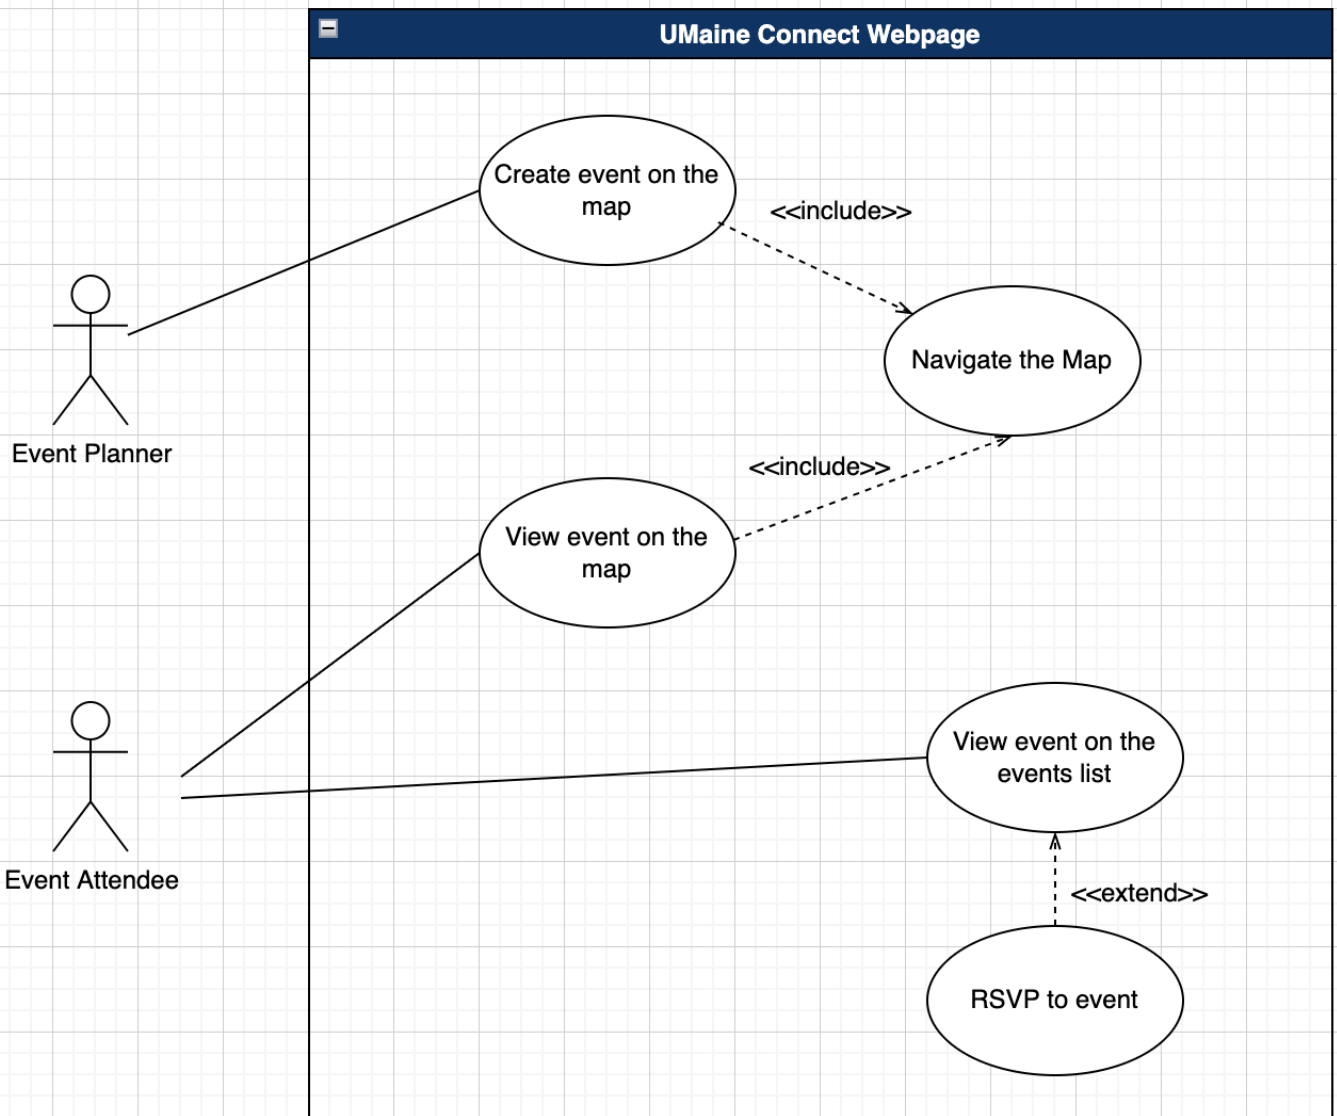 UMaine Connect Webpage
Create event on the
map
<<include>>
Navigate the Map
Event Planner
<<include>>
View event on the
map
View event on the
events list
Event Attendee
<<extend>>
RSVP to event